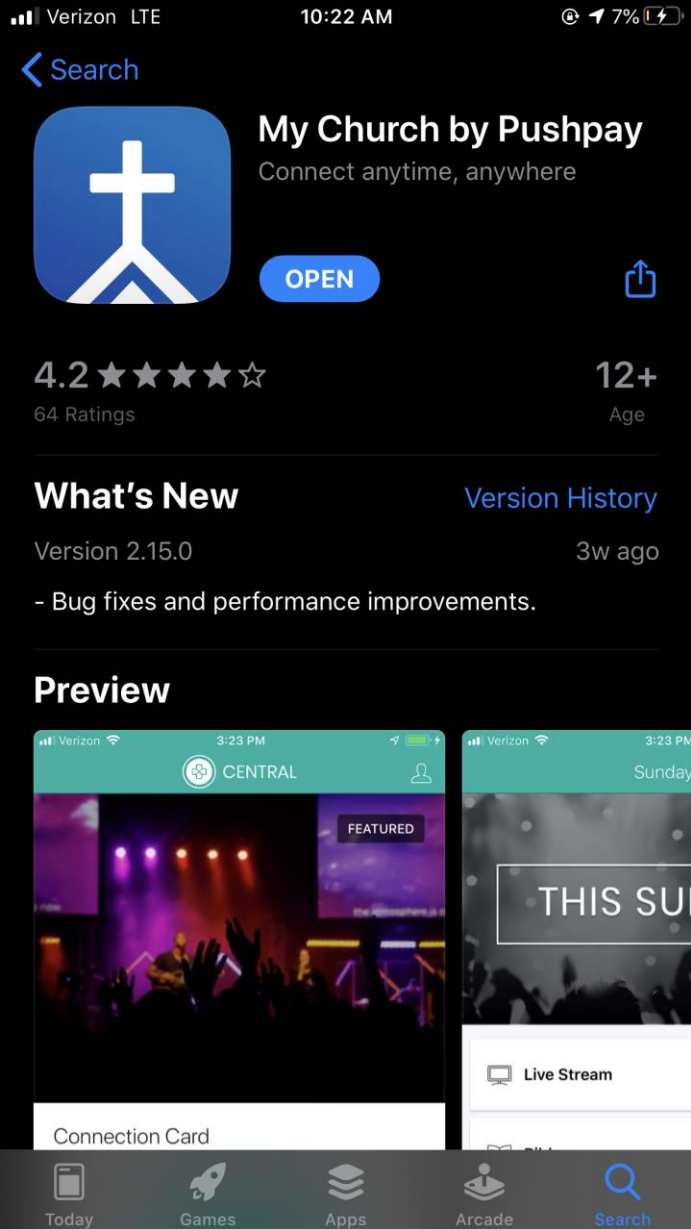 Verizon LTE 10:22 AM 7%
Search
My Church by Pushpay
Connect anytime, anywhere
OPEN
4.2
64 Ratings
12+
Age
What's New
Version History
Version 2.15.0
3w ago
- Bug fixes and performance improvements.
Preview
Verizon 3:23 PM
CENTRAL
FEATURED
Connection Card
Verizon 3:23 PM
Sunday
THIS SU
Live Stream
Today
Games
Apps
Arcade
Search